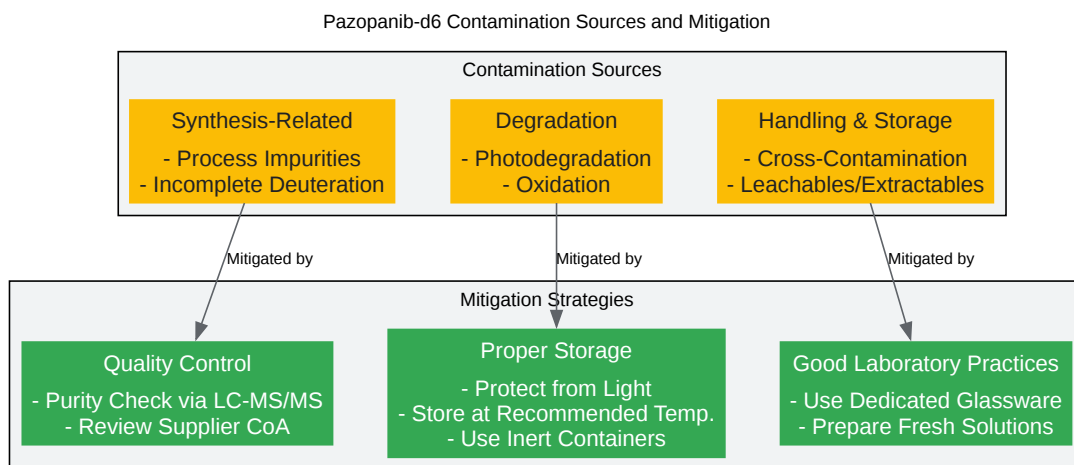 Pazopanib-d6 Contamination Sources and Mitigation
Contamination Sources
Synthesis-Related
- Process Impurities
- Incomplete Deuteration
Degradation
- Photodegradation
- Oxidation
Handling & Storage
- Cross-Contamination
- Leachables/Extractables
Mitigated by
Mitigated by
Mitigated by
Mitigation Strategies
Quality Control
- Purity Check via LC-MS/MS
- Review Supplier CoA
Proper Storage
- Protect from Light
- Store at Recommended Temp.
- Use Inert Containers
Good Laboratory Practices
- Use Dedicated Glassware
- Prepare Fresh Solutions